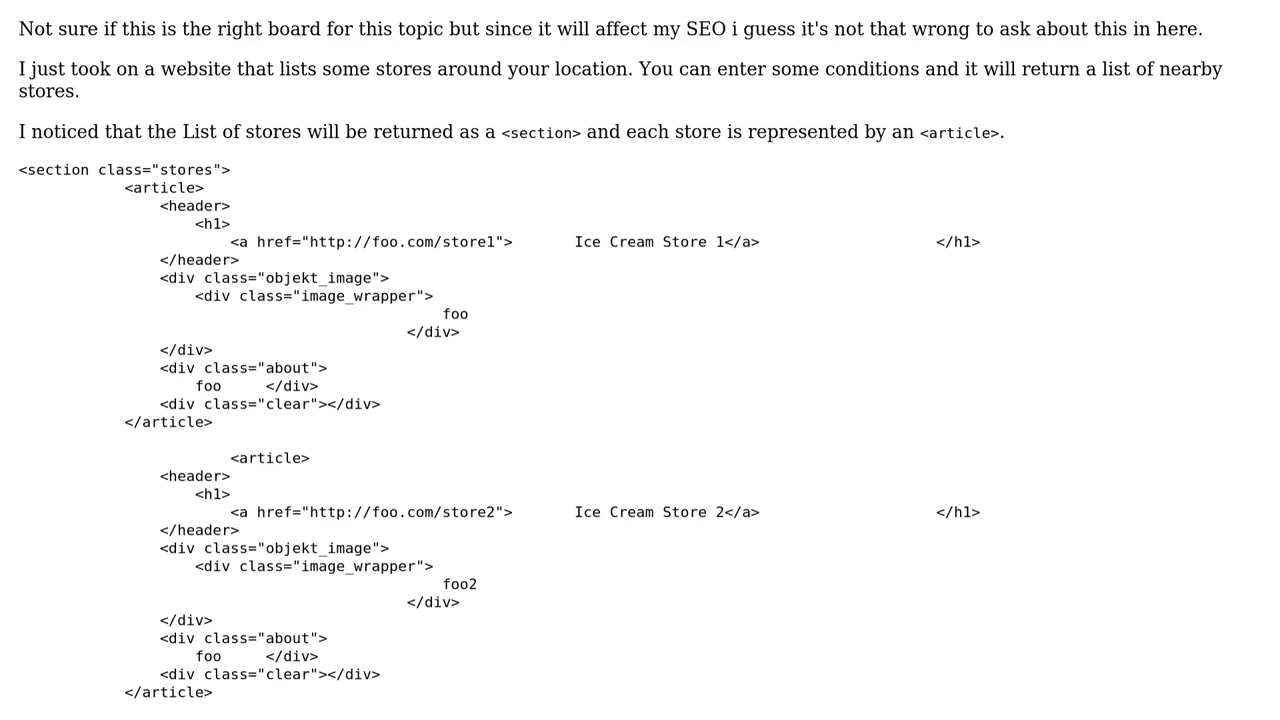 Not sure if this is the right board for this topic but since it will affect my SEO i guess it's not that wrong to ask about this in here.
I just took on a website that lists some stores around your location. You can enter some conditions and it will return a list of nearby
stores.
I noticed that the List of stores will be returned as a <section> and each store is represented by an <article>.
<section class="stores">
            <article>
                <header>
                    <h1>
                        <a href="http://foo.com/store1">       Ice Cream Store 1</a>                    </h1>
                </header>
                <div class="objekt_image">
                    <div class="image_wrapper">
                                                foo
                                            </div>
                </div>
                <div class="about">
                    foo     </div>
                <div class="clear"></div>
            </article>

                        <article>
                <header>
                    <h1>
                        <a href="http://foo.com/store2">       Ice Cream Store 2</a>                    </h1>
                </header>
                <div class="objekt_image">
                    <div class="image_wrapper">
                                                foo2
                                            </div>
                </div>
                <div class="about">
                    foo     </div>
                <div class="clear"></div>
            </article>